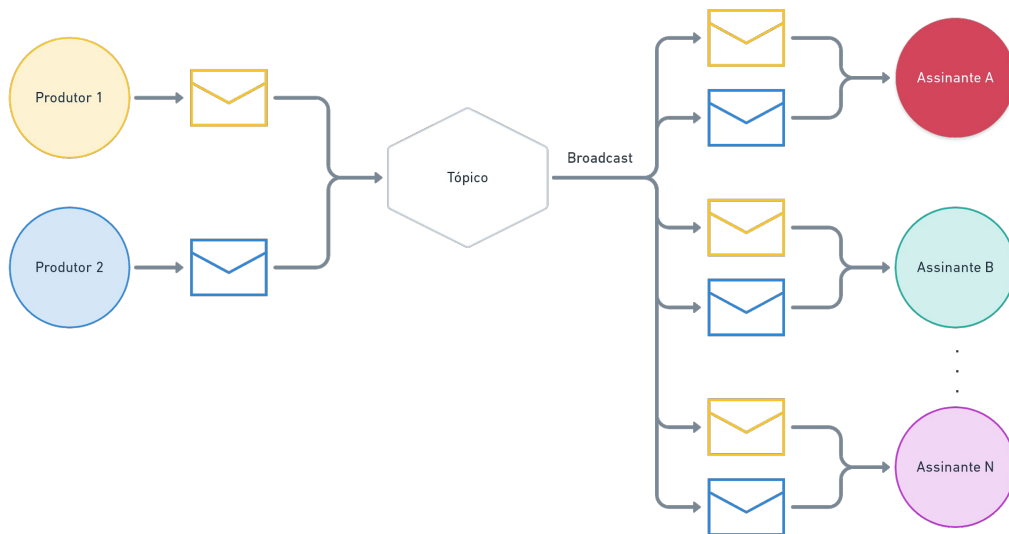 Produtor 1
Produtor 2
Tópico
Broadcast
Assinante A
Assinante B
Assinante N